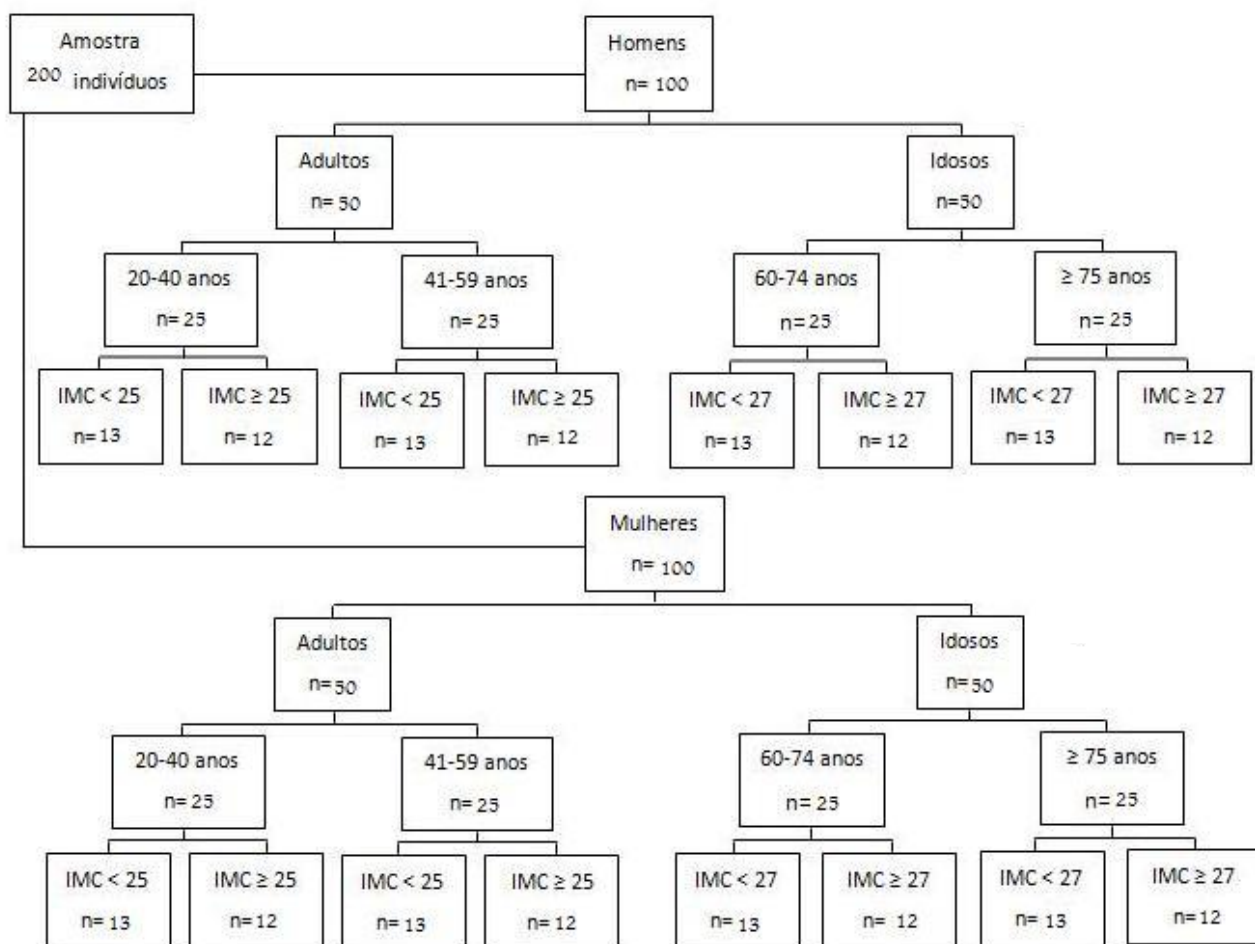 Amostra
200 indivíduos
Homens
n= 100
Adultos
n= 50
Idosos
n=50
20-40 anos
n= 25
41-59 anos
n= 25
60-74 anos
n= 25
≥ 75 anos
n= 25
IMC < 25
n= 13
IMC ≥ 25
n= 12
IMC < 25
n= 13
IMC ≥ 25
n= 12
IMC < 27
n= 13
IMC ≥ 27
n= 12
IMC < 27
n= 13
IMC ≥ 27
n= 12
Mulheres
n= 100
Adultos
n= 50
Idosos
n= 50
20-40 anos
n= 25
41-59 anos
n= 25
60-74 anos
n= 25
≥ 75 anos
n= 25
IMC < 25
n= 13
IMC ≥ 25
n= 12
IMC < 25
n= 13
IMC ≥ 25
n= 12
IMC < 27
n= 13
IMC ≥ 27
n= 12
IMC < 27
n= 13
IMC ≥ 27
n= 12